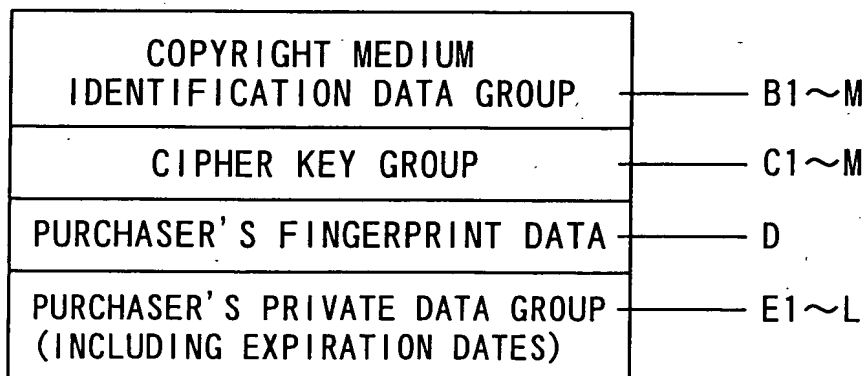 COPYRIGHT MEDIUM
IDENTIFICATION DATA GROUP B1～M
CIPHER KEY GROUP C1～M
PURCHASER'S FINGERPRINT DATA D
PURCHASER'S PRIVATE DATA GROUP E1～L
(INCLUDING EXPIRATION DATES)